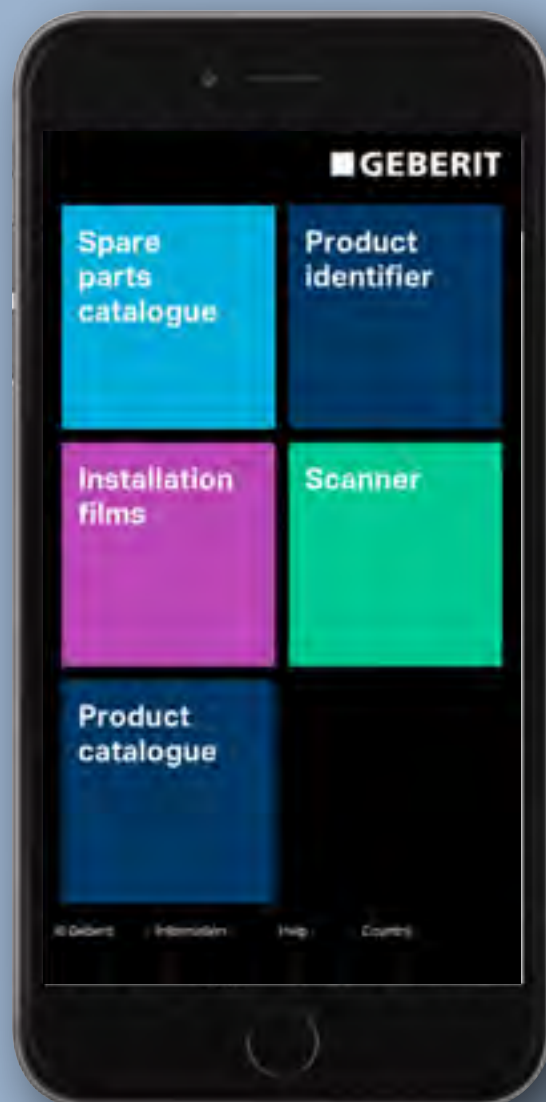 GEBERIT
Spare
parts
catalogue
Product
identifier
Installation
films
Scanner
Product
catalogue
© Geberit Information Help Country